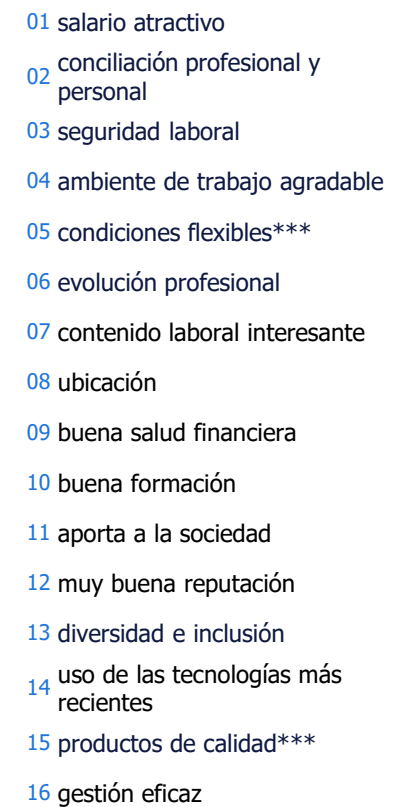 01 salario atractivo
02 conciliación profesional y
personal
03 seguridad laboral
04 ambiente de trabajo agradable
05 condiciones flexibles***
06 evolución profesional
07 contenido laboral interesante
08 ubicación
09 buena salud financiera
10 buena formación
11 aporta a la sociedad
12 muy buena reputación
13 diversidad e inclusión
14 uso de las tecnologías más
recientes
15 productos de calidad***
16 gestión eficaz